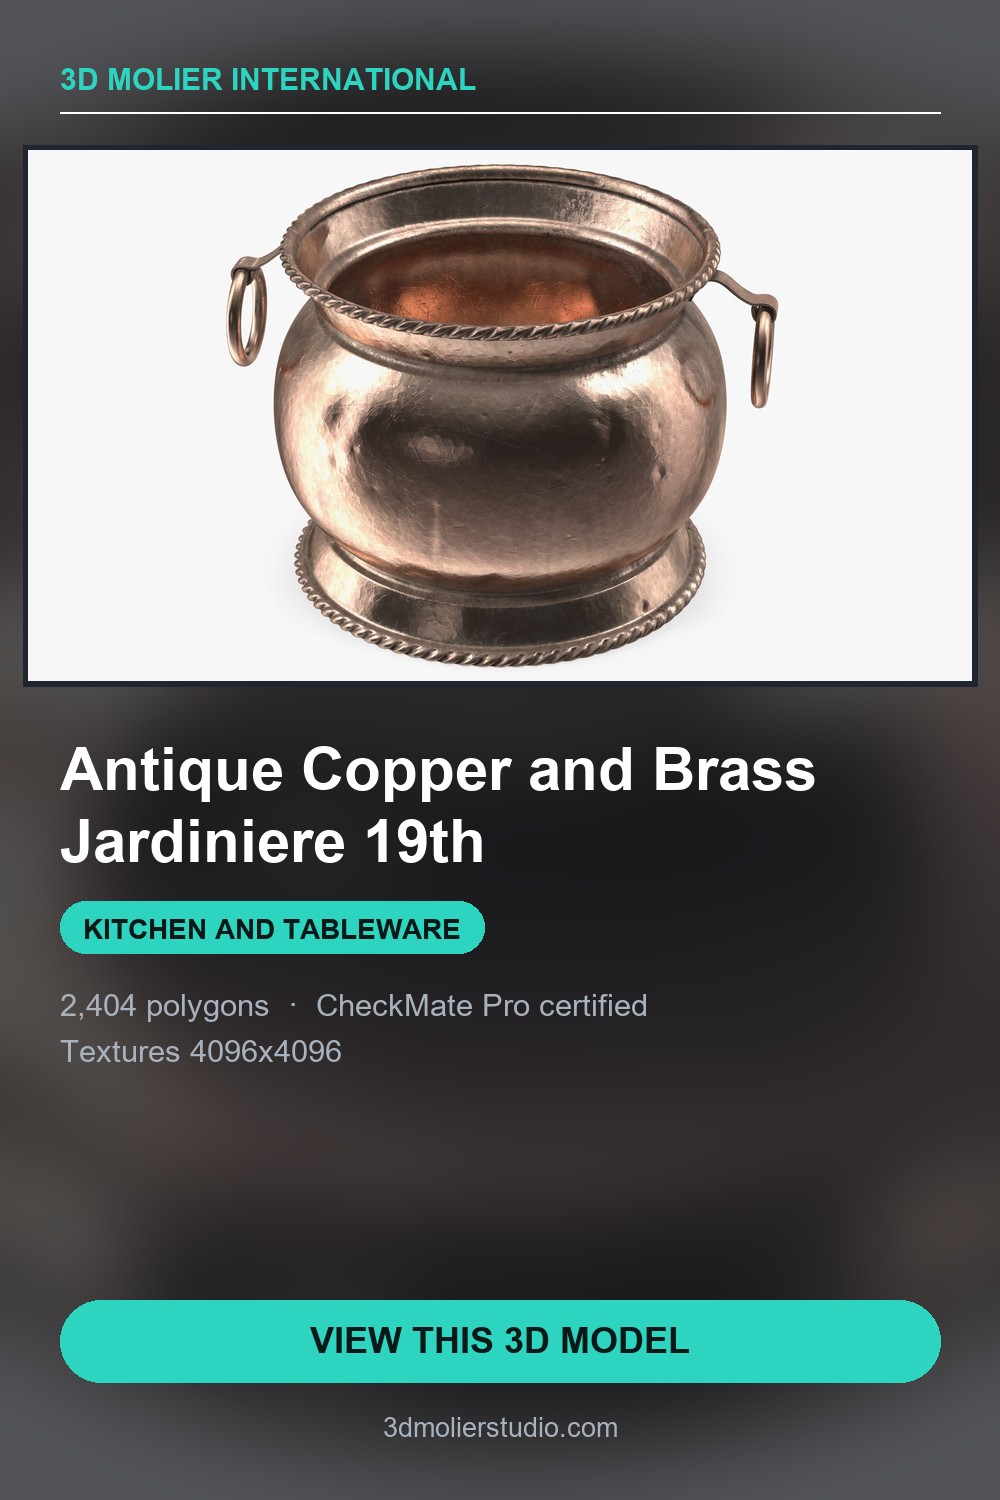 3D MOLIER INTERNATIONAL
Antique Copper and Brass
Jardiniere 19th
KITCHEN AND TABLEWARE
2,404 polygons · CheckMate Pro certified
Textures 4096x4096
VIEW THIS 3D MODEL
3dmolierstudio.com